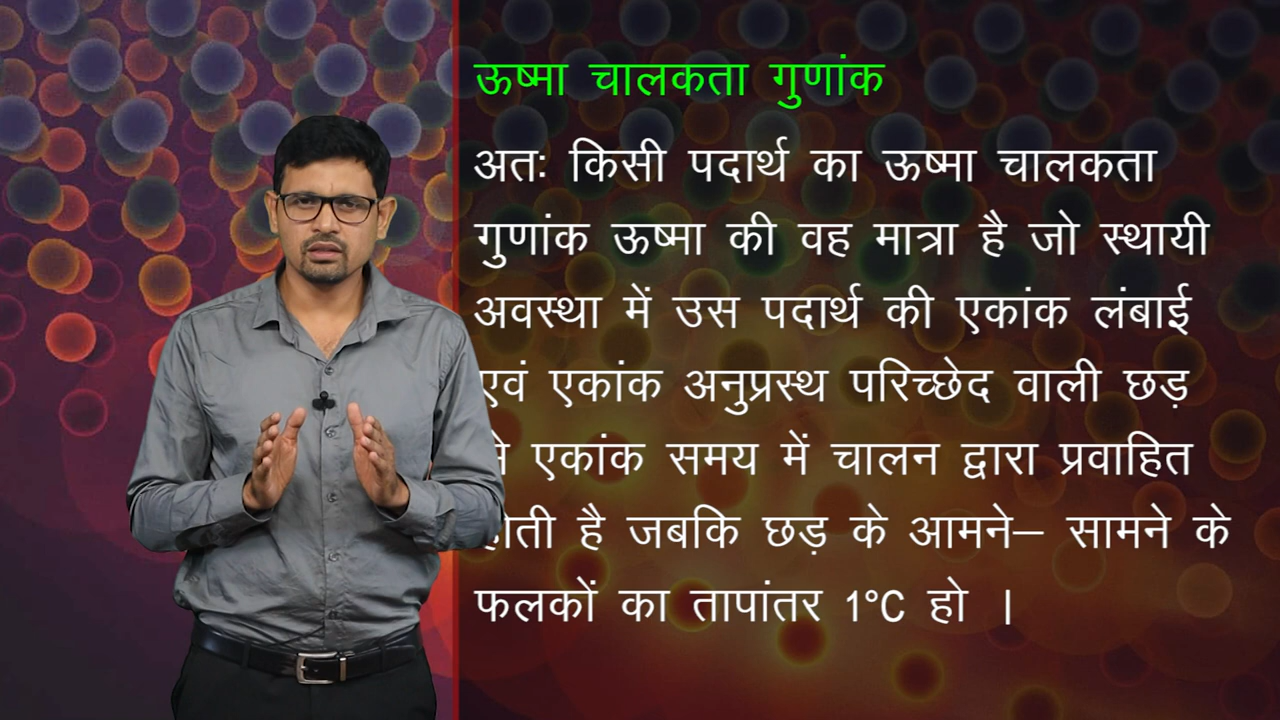 ऊष्मा चालकता गुणांक
अतः किसी पदार्थ का ऊष्मा चालकता
गुणांक ऊष्मा की वह मात्रा है जो स्थायी
अवस्था में उस पदार्थ की एकांक लंबाई
एवं एकांक अनुप्रस्थ परिच्छेद वाली छड़
एकांक समय में चालन द्वारा प्रवाहित
होती है जबकि छड़ के आमने– सामने के
फलकों का तापांतर 1°C हो ।